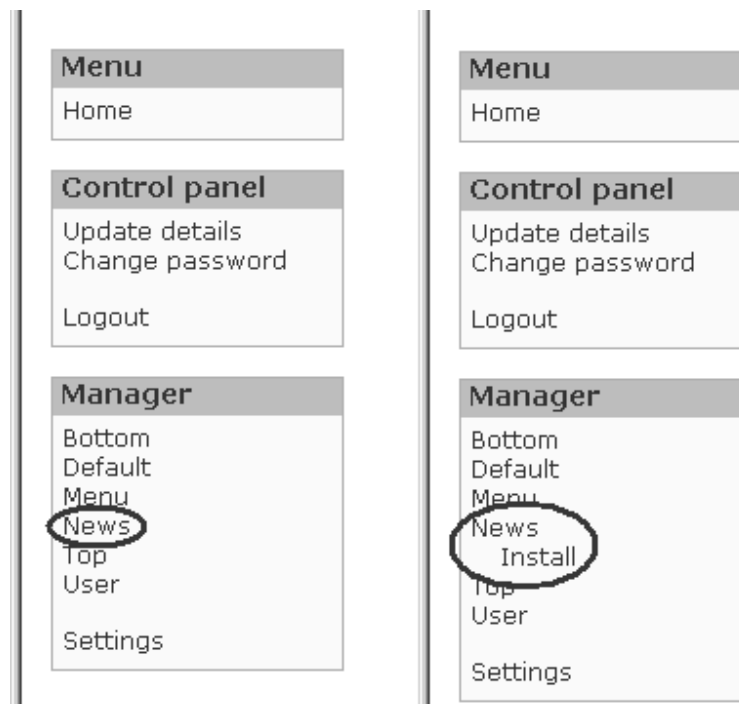 Menu
Home
Control panel
Update details
Change password
Logout
Manager
Bottom
Default
Menu
News
Top
User
Settings
Menu
Home
Control panel
Update details
Change password
Logout
Manager
Bottom
Default
Menu
News
Install
Top
User
Settings